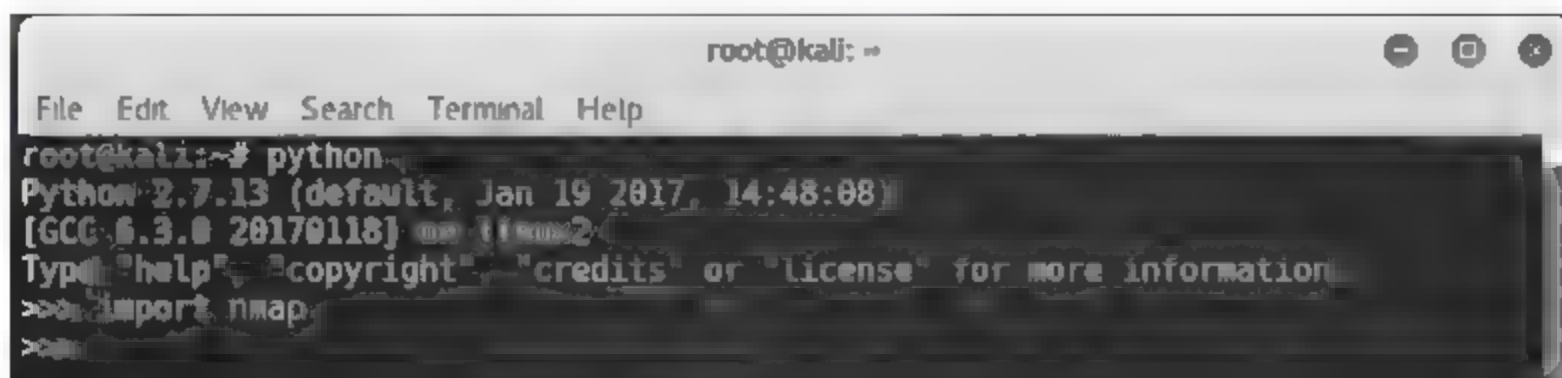 root@kali: ~
File Edit View Search Terminal Help
root@kali:~# python
Python 2.7.13 (default, Jan 19 2017, 14:48:08)
[GCC 6.3.0 20170118] on linux2
Type "help", "copyright", "credits" or "license" for more information
>>> import nmap
>>>